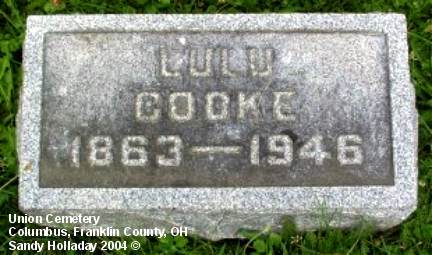 LULU
COOKE
1863—1946
Union Cemetery
Columbus, Franklin County, OH
Sandy Holladay 2004 ©